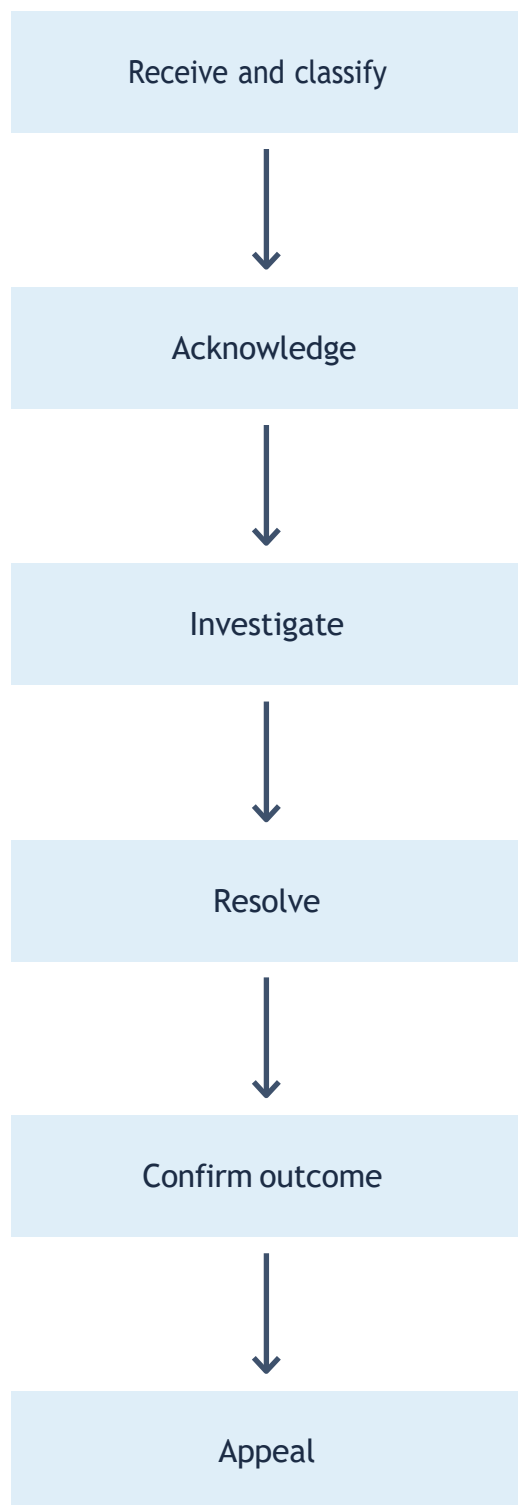 Receive and classify
Acknowledge
Investigate
Resolve
Confirm outcome
Appeal